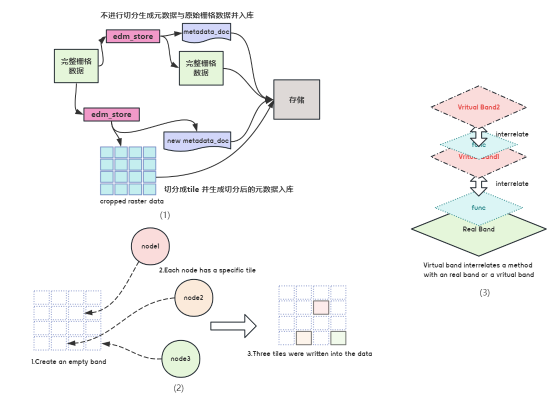 不进行切分生成元数据与原始栅格数据并入库
edm_store
metadata_doc
完整栅格
数据
完整栅格
数据
存储
edm_store
new metadata_doc
切分成tile 并生成切分后的元数据入库
cropped raster data
(1)
Vritual Band2
interrelate
func
Vritual Band1
interrelate
func
Real Band
Virtual band interrelates a method
with an real band or a vritual band
(3)
node1
2.Each node has a specific tile
node2
node3
1.Create an empty band
(2)
3.Three tiles were written into the data